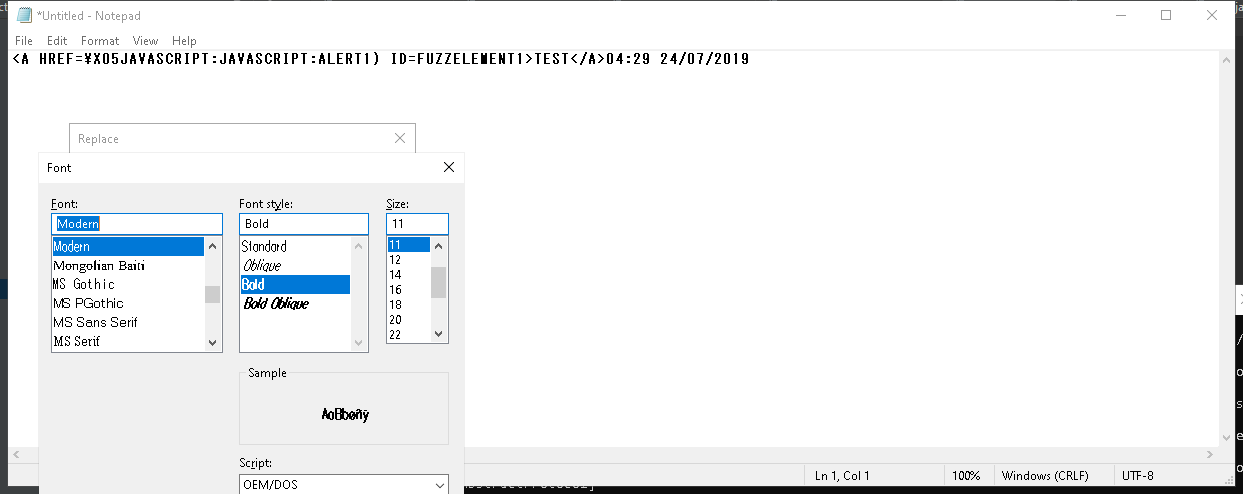 *Untitled - Notepad
File Edit Format View Help
<A HREF=¥X05JAVASCRIPT:JAVASCRIPT:ALERT1) ID=FUZZELEMENT1>TEST</A>04:29 24/07/2019
Replace
Font
Font: Font style: Size:
Modern Bold 11
Modern Standard 11
Mongolian Baiti Oblique 12
MS Gothic Bold 14
MS PGothic Bold Oblique 16
MS Sans Serif 18
MS Serif 20
22
Sample
AaBbøñý
Script:
OEM/DOS
Ln 1, Col 1 100% Windows (CRLF) UTF-8